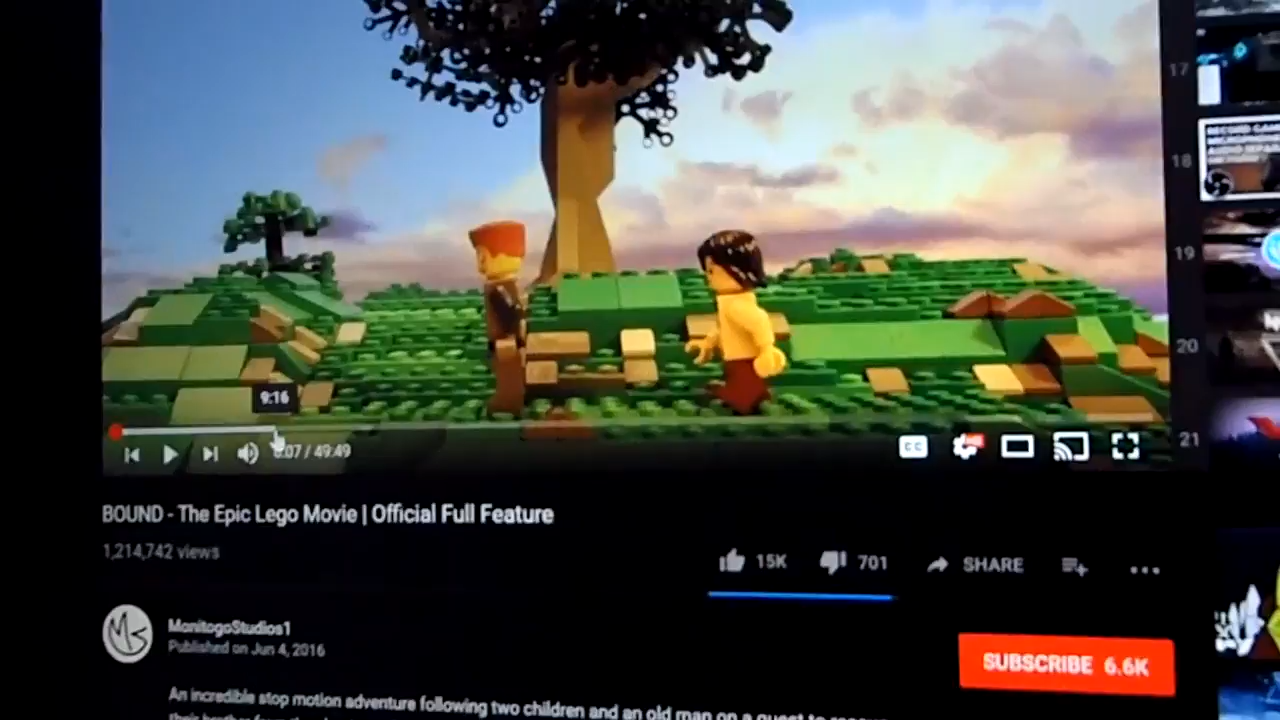 17
18
19
20
21
9:16
0:07 / 49:49
CC
HD
BOUND - The Epic Lego Movie | Official Full Feature
1,214,742 views
15K
701
SHARE
MonitogoStudios1
Published on Jun 4, 2016
SUBSCRIBE 6.6K
An incredible stop motion adventure following two children and an old man on a quest to